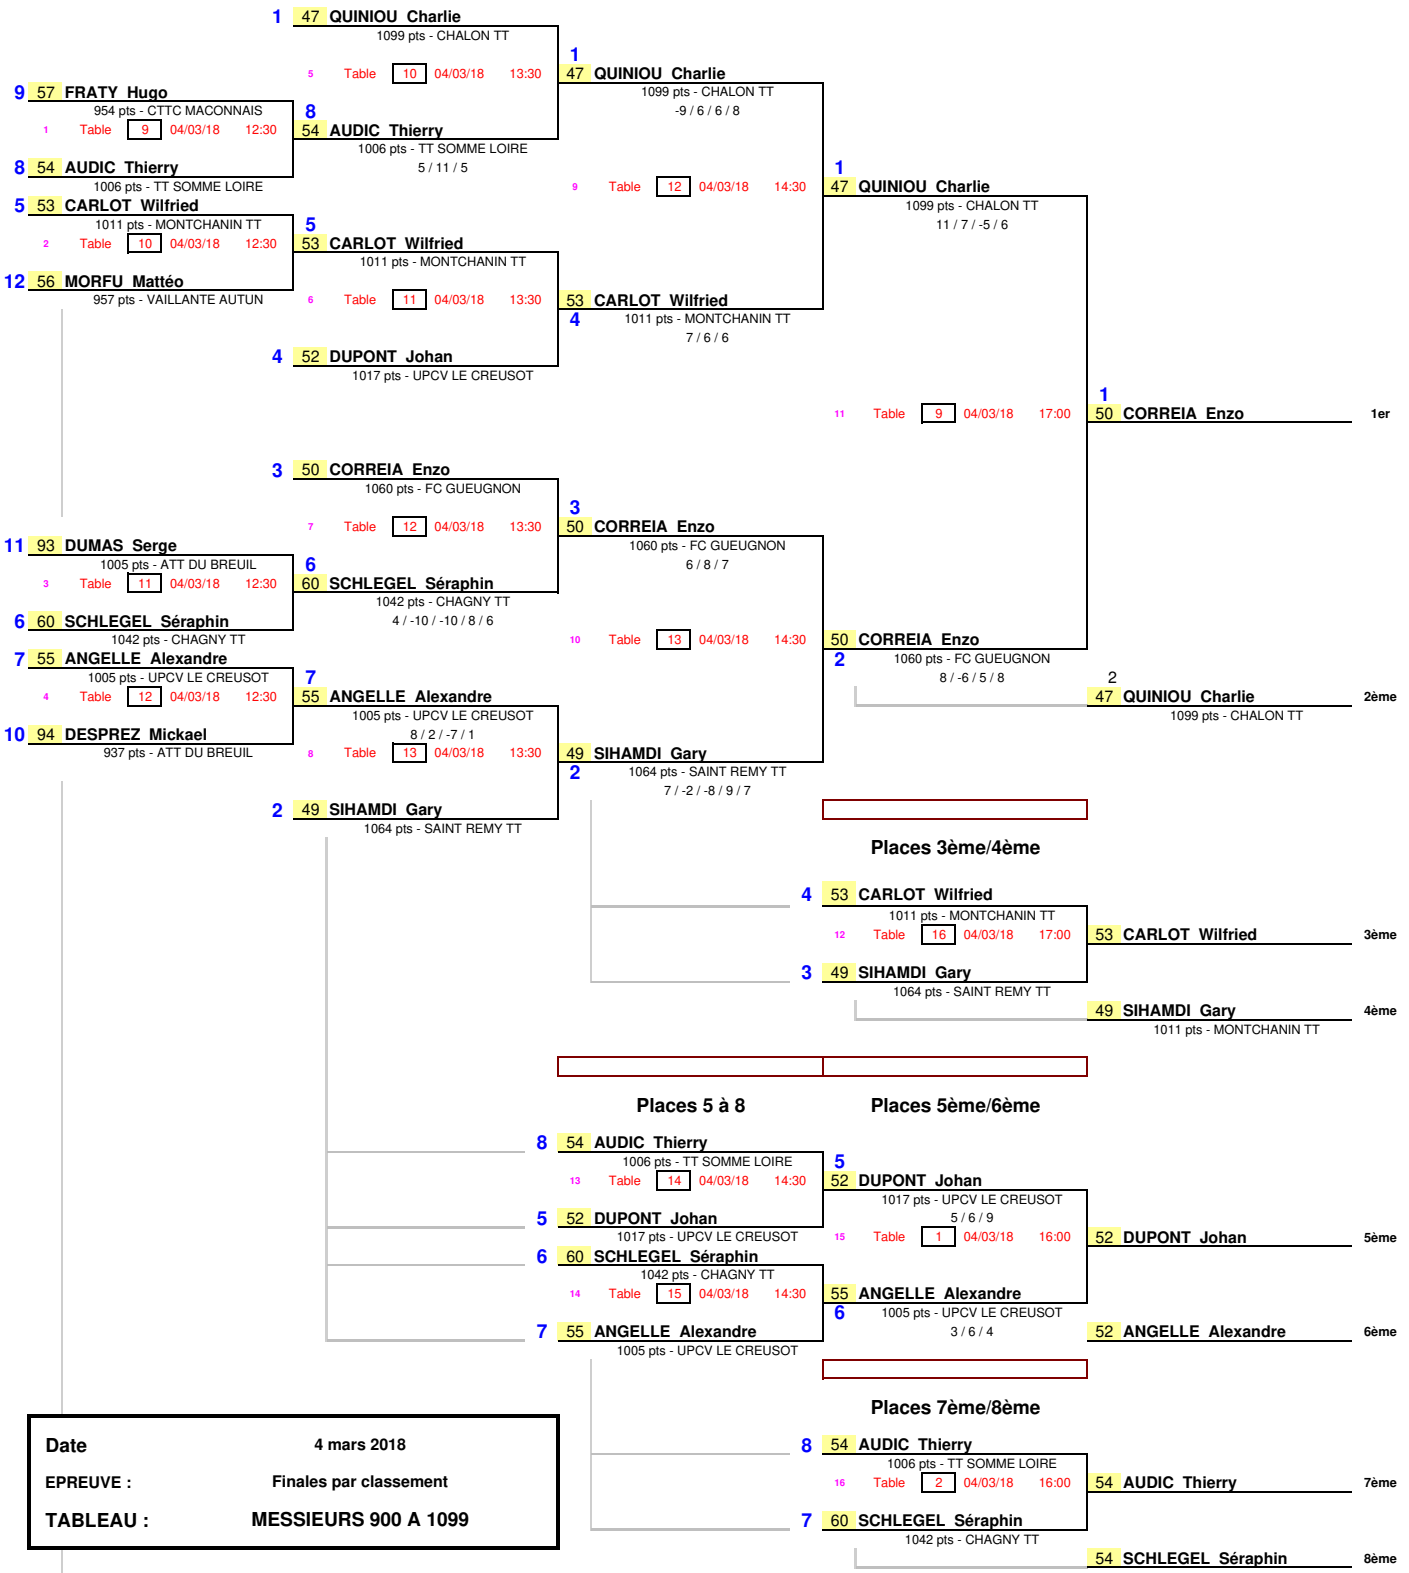 1 47 QUINIOU Charlie
1099 pts - CHALON TT
5 Table 10 04/03/18 13:30
9 57 FRATY Hugo
954 pts - CTTC MACONNAIS
1 Table 9 04/03/18 12:30
8 54 AUDIC Thierry
1006 pts - TT SOMME LOIRE
8
54 AUDIC Thierry
1006 pts - TT SOMME LOIRE
5 / 11 / 5
1
47 QUINIOU Charlie
1099 pts - CHALON TT
-9 / 6 / 6 / 8
5 53 CARLOT Wilfried
1011 pts - MONTCHANIN TT
2 Table 10 04/03/18 12:30
12 56 MORFU Mattéo
957 pts - VAILLANTE AUTUN
5
53 CARLOT Wilfried
1011 pts - MONTCHANIN TT
6 Table 11 04/03/18 13:30
4 52 DUPONT Johan
1017 pts - UPCV LE CREUSOT
53 CARLOT Wilfried
4
1011 pts - MONTCHANIN TT
7 / 6 / 6
9 Table 12 04/03/18 14:30
1
47 QUINIOU Charlie
1099 pts - CHALON TT
11 / 7 / -5 / 6
11 Table 9 04/03/18 17:00
1
50 CORREIA Enzo 1er
3 50 CORREIA Enzo
1060 pts - FC GUEUGNON
7 Table 12 04/03/18 13:30
11 93 DUMAS Serge
1005 pts - ATT DU BREUIL
3 Table 11 04/03/18 12:30
6 60 SCHLEGEL Séraphin
1042 pts - CHAGNY TT
6
60 SCHLEGEL Séraphin
1042 pts - CHAGNY TT
4 / -10 / -10 / 8 / 6
3
50 CORREIA Enzo
1060 pts - FC GUEUGNON
6 / 8 / 7
10 Table 13 04/03/18 14:30
50 CORREIA Enzo
2
1060 pts - FC GUEUGNON
8 / -6 / 5 / 8
7 55 ANGELLE Alexandre
1005 pts - UPCV LE CREUSOT
4 Table 12 04/03/18 12:30
10 94 DESPREZ Mickael
937 pts - ATT DU BREUIL
7
55 ANGELLE Alexandre
1005 pts - UPCV LE CREUSOT
8 / 2 / -7 / 1
8 Table 13 04/03/18 13:30
2 49 SIHAMDI Gary
1064 pts - SAINT REMY TT
49 SIHAMDI Gary
2
1064 pts - SAINT REMY TT
7 / -2 / -8 / 9 / 7
2
47 QUINIOU Charlie 2ème
1099 pts - CHALON TT
Places 3ème/4ème
4 53 CARLOT Wilfried
1011 pts - MONTCHANIN TT
12 Table 16 04/03/18 17:00
3 49 SIHAMDI Gary
1064 pts - SAINT REMY TT
53 CARLOT Wilfried 3ème
49 SIHAMDI Gary 4ème
1011 pts - MONTCHANIN TT
Places 5 à 8
Places 5ème/6ème
8 54 AUDIC Thierry
1006 pts - TT SOMME LOIRE
13 Table 14 04/03/18 14:30
5 52 DUPONT Johan
1017 pts - UPCV LE CREUSOT
6 60 SCHLEGEL Séraphin
1042 pts - CHAGNY TT
14 Table 15 04/03/18 14:30
7 55 ANGELLE Alexandre
1005 pts - UPCV LE CREUSOT
5
52 DUPONT Johan
1017 pts - UPCV LE CREUSOT
5 / 6 / 9
15 Table 1 04/03/18 16:00
55 ANGELLE Alexandre
6
1005 pts - UPCV LE CREUSOT
3 / 6 / 4
52 DUPONT Johan 5ème
52 ANGELLE Alexandre 6ème
Places 7ème/8ème
8 54 AUDIC Thierry
1006 pts - TT SOMME LOIRE
16 Table 2 04/03/18 16:00
7 60 SCHLEGEL Séraphin
1042 pts - CHAGNY TT
54 AUDIC Thierry 7ème
54 SCHLEGEL Séraphin 8ème
Date 4 mars 2018
EPREUVE : Finales par classement
TABLEAU : MESSIEURS 900 A 1099